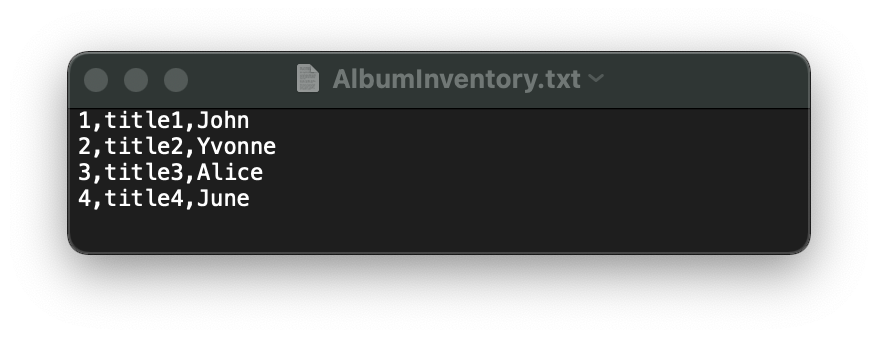 AlbumInventory.txt
1,title1,John
2,title2,Yvonne
3,title3,Alice
4,title4,June